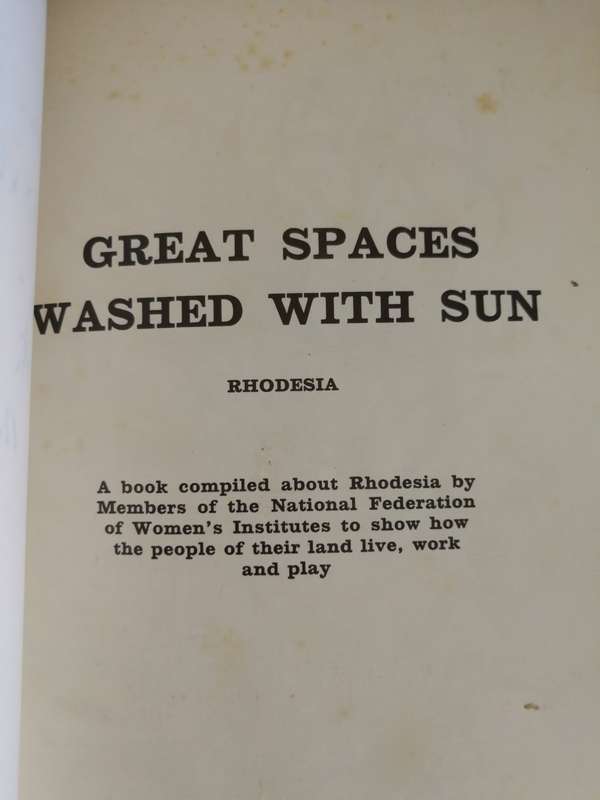 GREAT SPACES
WASHED WITH SUN
RHODESIA
A book compiled about Rhodesia by
Members of the National Federation
of Women's Institutes to show how
the people of their land live, work
and play